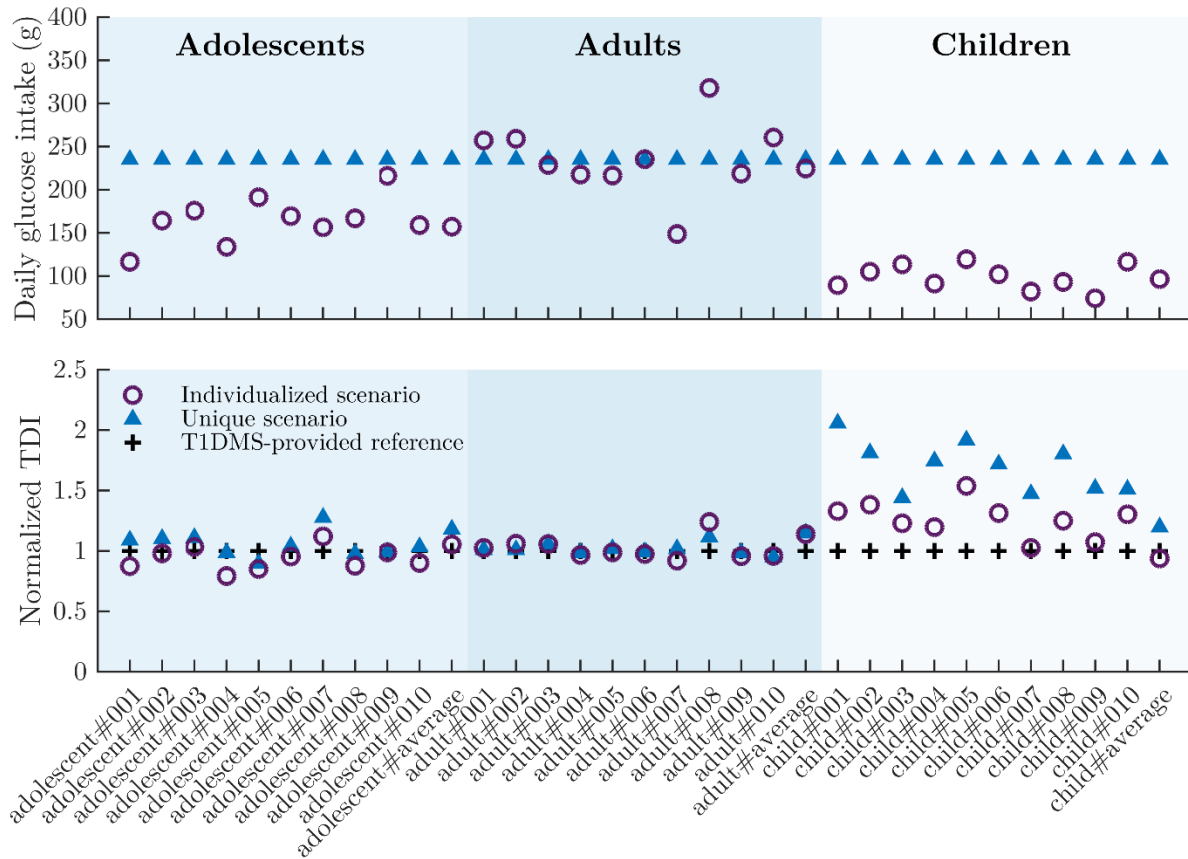 Adolescents
Adults
Children
Daily glucose intake (g)
400
350
300
250
200
150
100
50
Normalized TDI
2.5
2
1.5
1
0.5
0
Individualized scenario
Unique scenario
T1DMS-provided reference
adolescent#001
adolescent#002
adolescent#003
adolescent#004
adolescent#005
adolescent#006
adolescent#007
adolescent#008
adolescent#009
adolescent#010
adolescent#average
adult#001
adult#002
adult#003
adult#004
adult#005
adult#006
adult#007
adult#008
adult#009
adult#010
adult#average
child#001
child#002
child#003
child#004
child#005
child#006
child#007
child#008
child#009
child#010
child#average